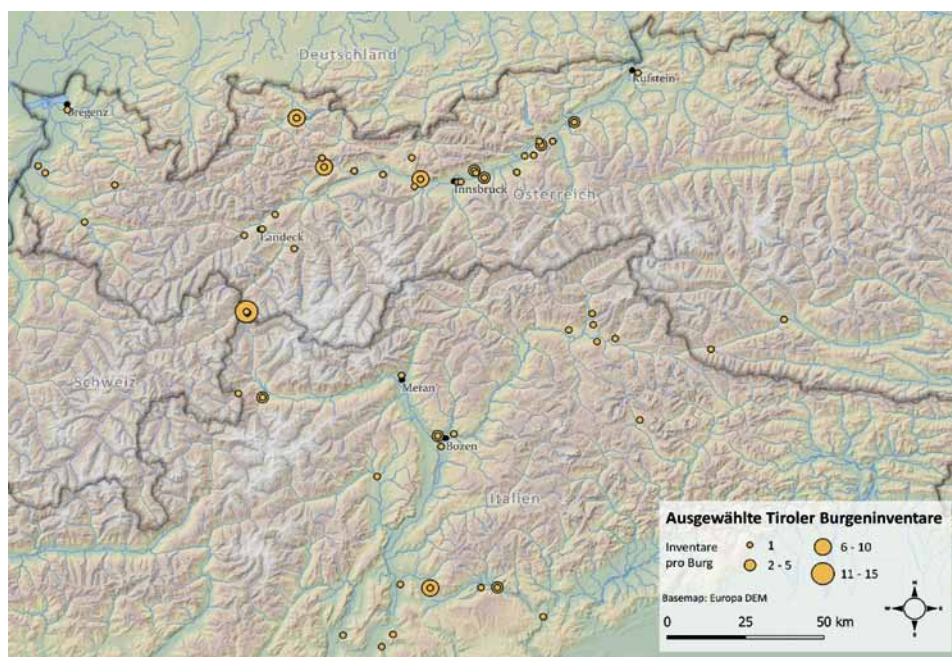 Deutschland
Kufstein
Bregenz
Innsbruck
Österreich
Landeck
Schweiz
Meran
Bozen
Italien
Ausgewählte Tiroler Burgeninventare
Inventare
pro Burg
1
2 - 5
6 - 10
11 - 15
Basemap: Europa DEM
0 25 50 km